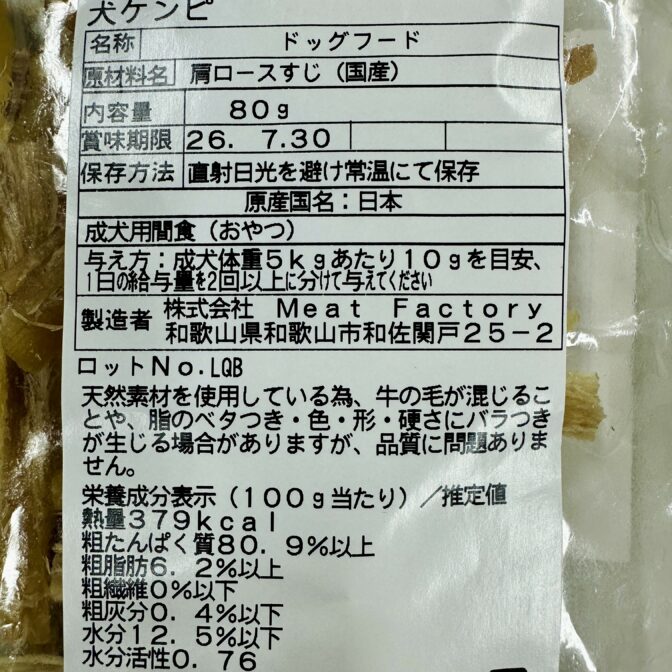 犬ケンピ
名称 ドッグフード
原材料名 肩ロースすじ（国産）
内容量 80g
賞味期限 26. 7.30
保存方法 直射日光を避け常温にて保存
原産国名：日本
成犬用間食（おやつ）
与え方：成犬体重5kgあたり10gを目安、
1日の給与量を2回以上に分けて与えてください
製造者 株式会社 Meat Factory
和歌山県和歌山市和佐関戸25-2
ロットNo.LQB
天然素材を使用している為、牛の毛が混じるこ
とや、脂のベタつき・色・形・硬さにバラつき
が生じる場合がありますが、品質に問題ありま
せん。
栄養成分表示（100g当たり）／推定値
熱量379kcal
粗たんぱく質80.9%以上
粗脂肪6.2%以上
粗繊維0%以下
粗灰分0.4%以下
水分12.5%以下
水分活性0.76